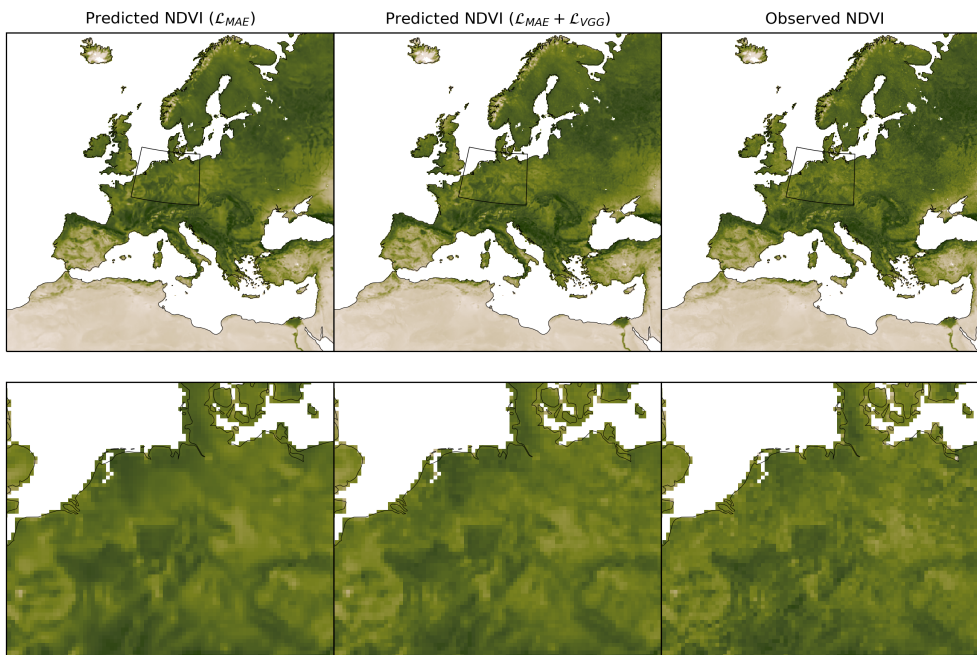 Predicted NDVI (ℒ_MAE)
Predicted NDVI (ℒ_MAE + ℒ_VGG)
Observed NDVI